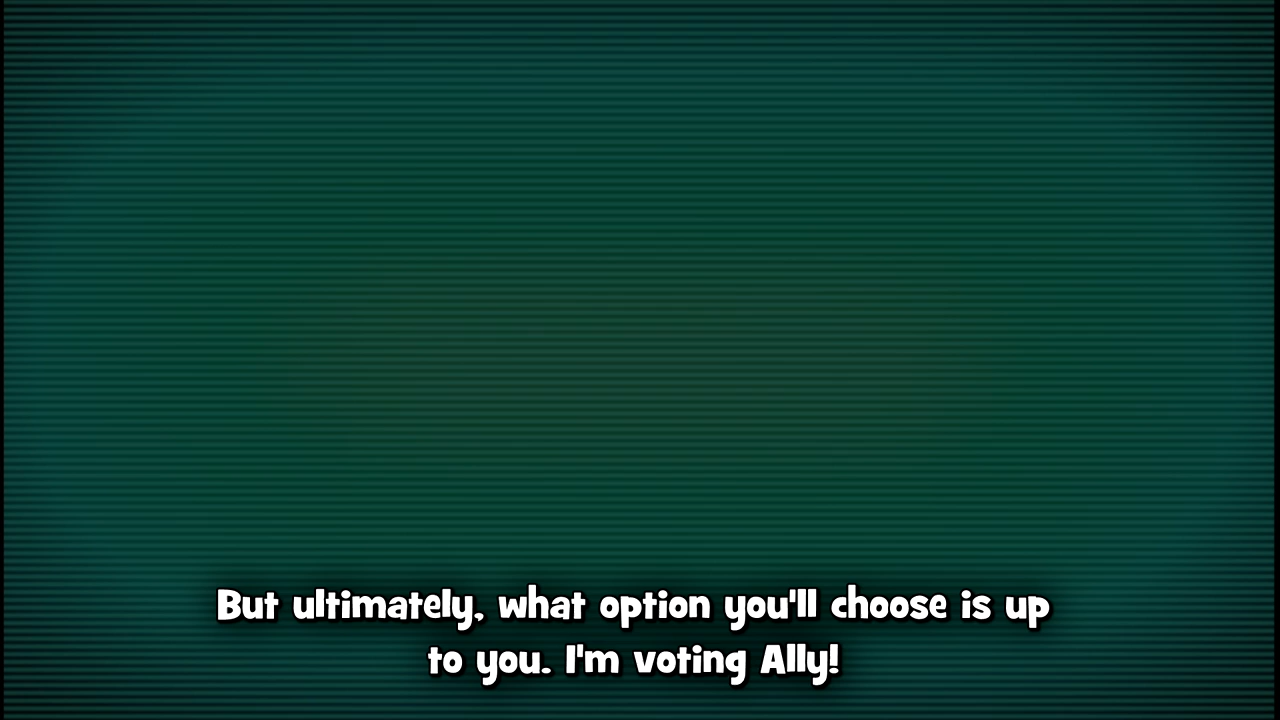 But ultimately, what option you'll choose is up
to you. I'm voting Ally!